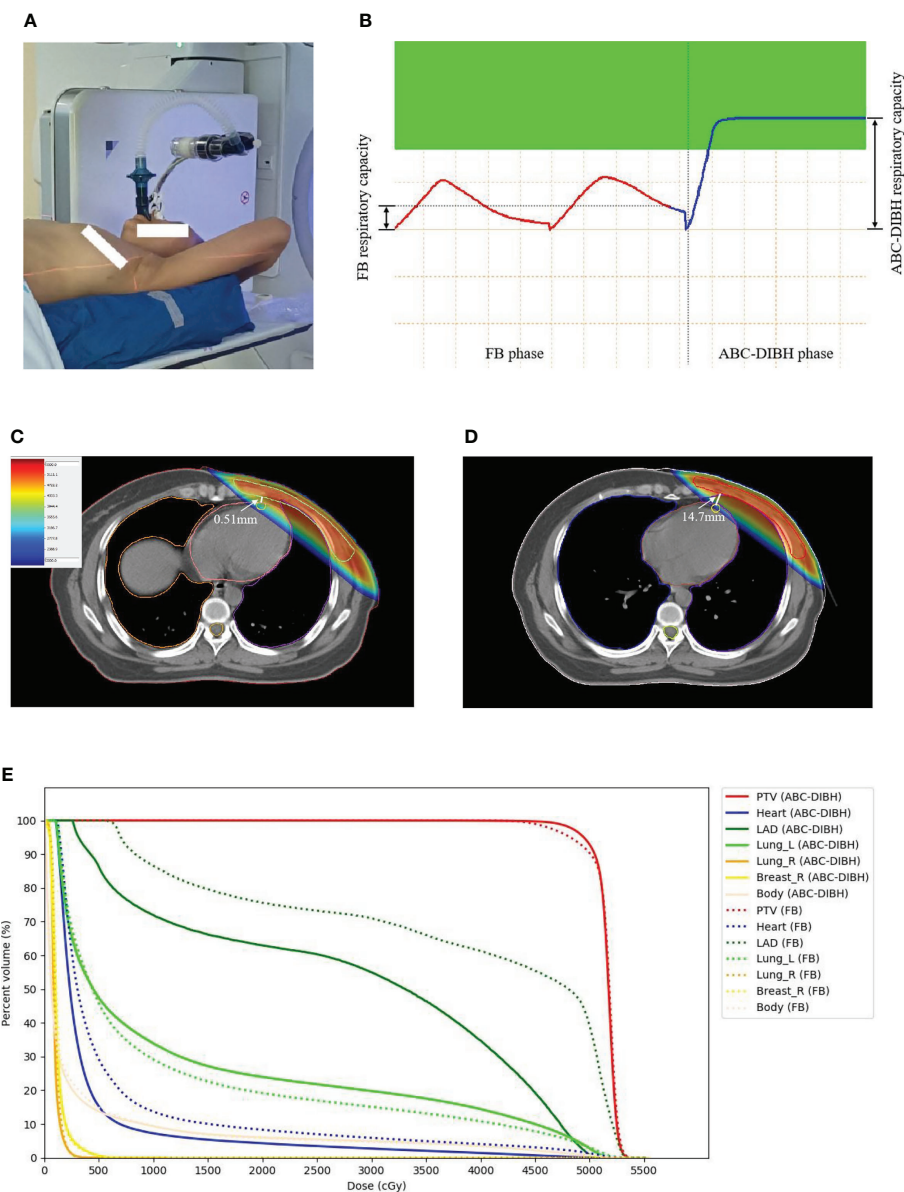 A
B
FB respiratory capacity
ABC-DIBH respiratory capacity
FB phase
ABC-DIBH phase
C
0.51mm
D
14.7mm
E
Percent volume (%)
100
90
80
70
60
50
40
30
20
10
0
0 500 1000 1500 2000 2500 3000 3500 4000 4500 5000 5500
Dose (cGy)
PTV (ABC-DIBH)
Heart (ABC-DIBH)
LAD (ABC-DIBH)
Lung_L (ABC-DIBH)
Lung_R (ABC-DIBH)
Breast_R (ABC-DIBH)
Body (ABC-DIBH)
PTV (FB)
Heart (FB)
LAD (FB)
Lung_L (FB)
Lung_R (FB)
Breast_R (FB)
Body (FB)